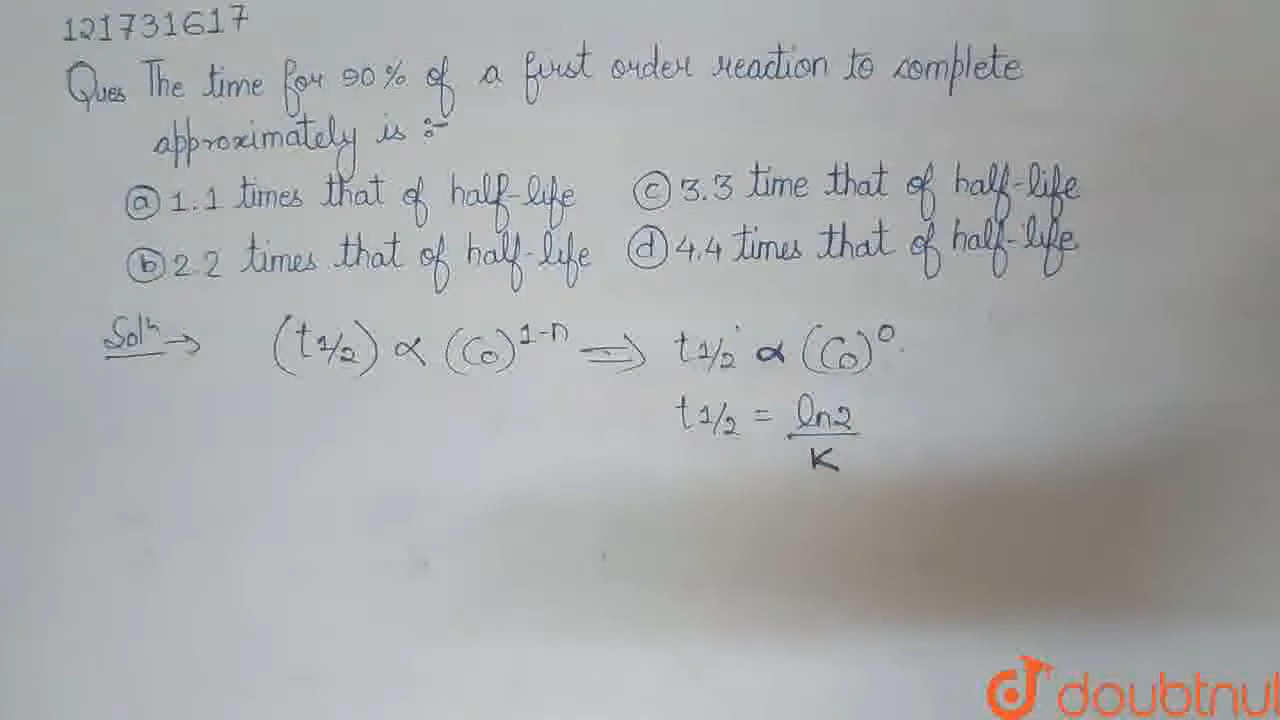 121731617
Ques The time for 90% of a first order reaction to complete
approximately is :-
(a) 1.1 times that of half-life (c) 3.3 time that of half-life
(b) 2.2 times that of half-life (d) 4.4 times that of half-life
Solⁿ → (t1/2) ∝ (C₀)^1-n ⇒ t1/2 ∝ (C₀)^0.
t1/2 = ln2/K
doubtnut